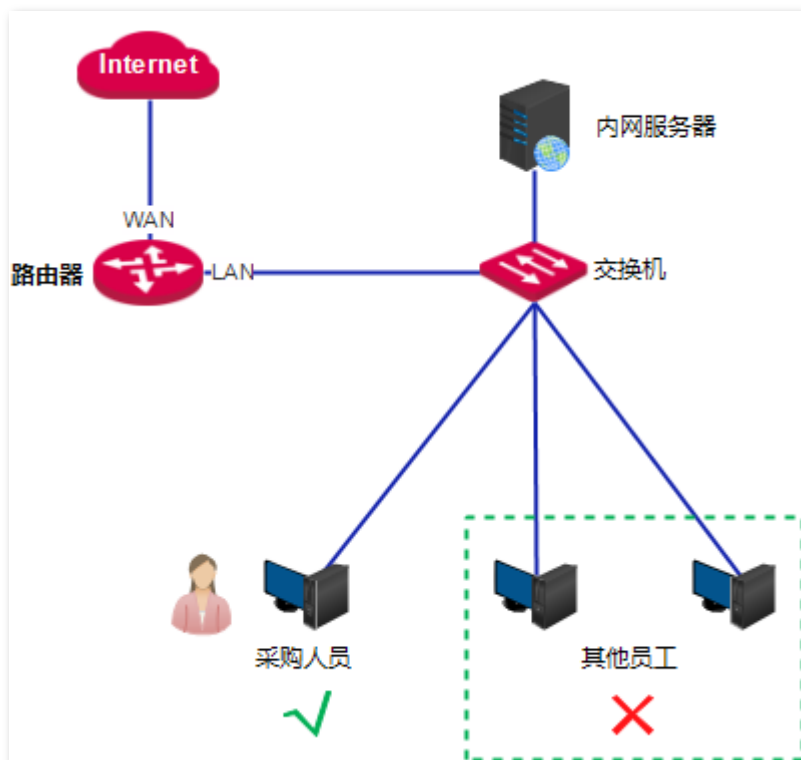 Internet
内网服务器
WAN
路由器
LAN
交换机
采购人员
其他员工